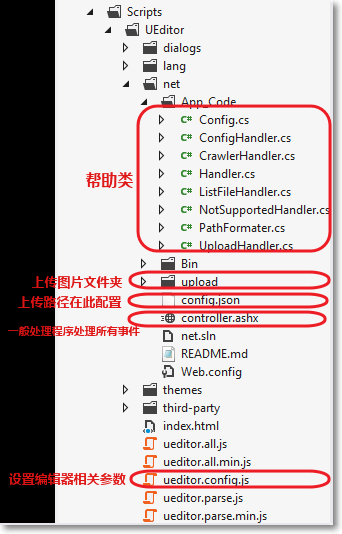 Scripts
UEditor
dialogs
lang
net
App_Code
Config.cs
ConfigHandler.cs
CrawlerHandler.cs
帮助类
Handler.cs
ListFileHandler.cs
NotSupportedHandler.cs
PathFormater.cs
UploadHandler.cs
Bin
上传图片文件夹 upload
上传路径在此配置 config.json
一般处理程序处理所有事件 controller.ashx
net.sln
README.md
Web.config
themes
third-party
index.html
ueditor.all.js
ueditor.all.min.js
设置编辑器相关参数 ueditor.config.js
ueditor.parse.js
ueditor.parse.min.js